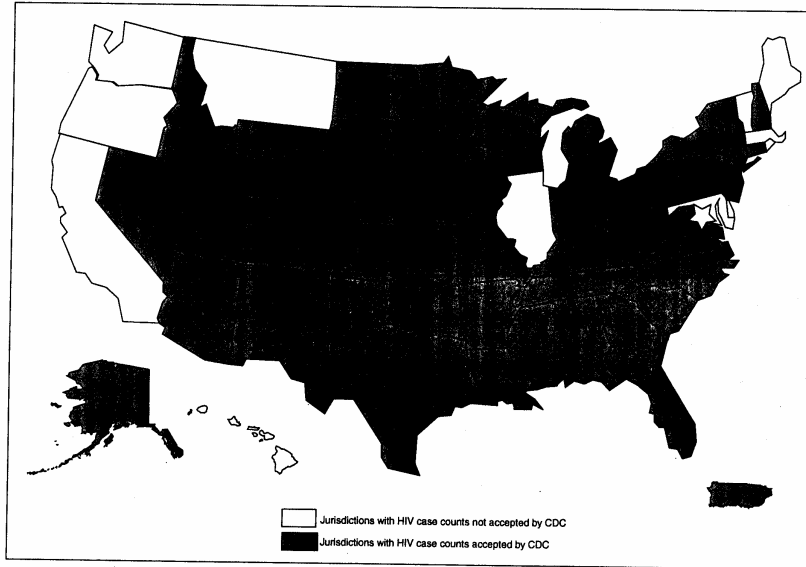 Jurisdictions with HIV case counts not accepted by CDC
Jurisdictions with HIV case counts accepted by CDC